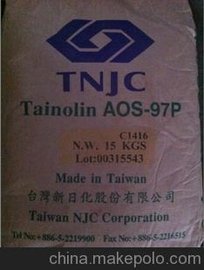 TNJC
Tainolin AOS-97P
C1416
N.W. 15 KGS
Lot:00315543
Made in Taiwan
台灣新日化股份有限公司
Taiwan NJC Corporation
Tel No:+886-5-2219900 Fax No:+886-5-2216515
china.makepolo.com